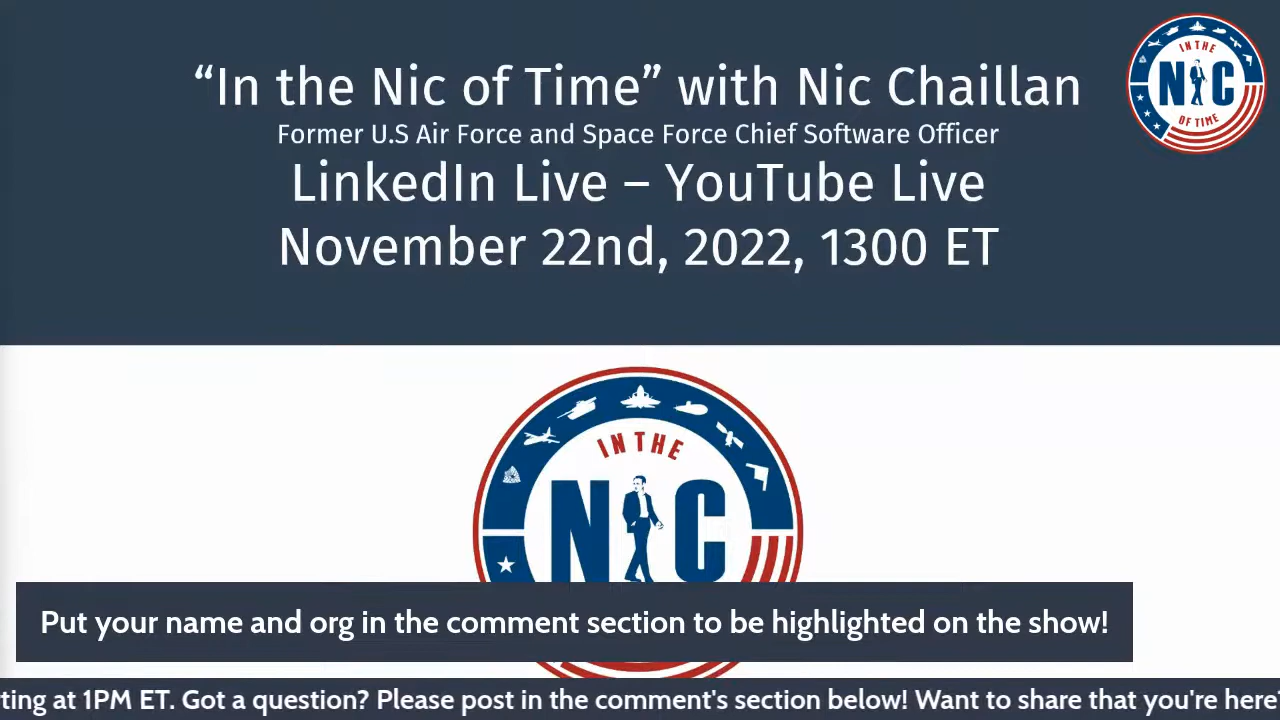 “In the Nic of Time” with Nic Chaillan
Former U.S Air Force and Space Force Chief Software Officer
LinkedIn Live – YouTube Live
November 22nd, 2022, 1300 ET
IN THE
NIC
OF TIME
IN THE
NIC
Put your name and org in the comment section to be highlighted on the show!
ting at 1PM ET. Got a question? Please post in the comment's section below! Want to share that you're here?